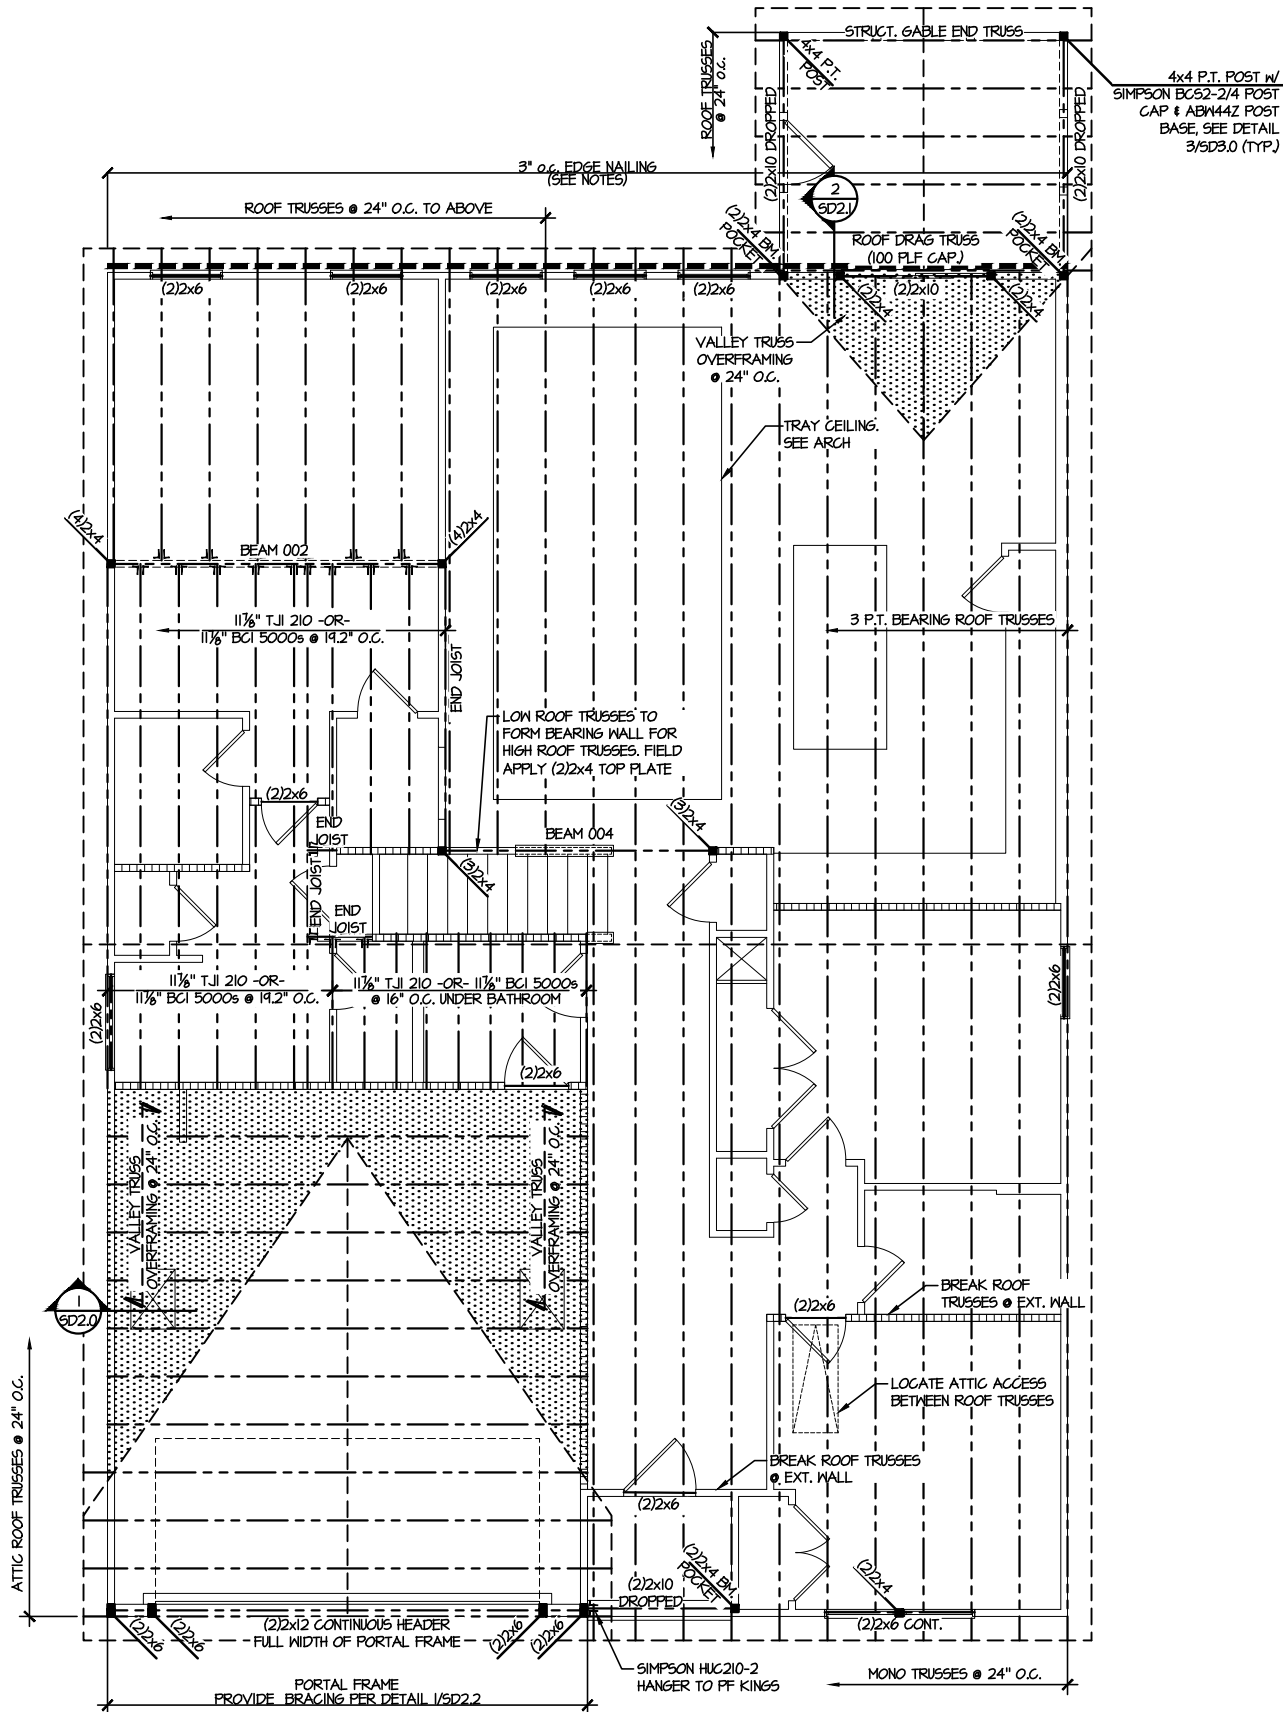 STRUCT. GABLE END TRUSS
ROOF TRUSSES
@ 24" O.C.
4x4 P.T.
POST
4x4 P.T. POST W/
SIMPSON BCS2-2/4 POST
CAP & ABW44Z POST
BASE, SEE DETAIL
3/SD3.0 (TYP.)
(2)2x10 DROPPED
(2)2x10 DROPPED
3" o.c. EDGE NAILING
(SEE NOTES)
2
SD2.1
ROOF TRUSSES @ 24" O.C. TO ABOVE
(2)2x4 BM.
POCKET
ROOF DRAG TRUSS
(100 PLF CAP.)
(2)2x4 BM.
POCKET
(2)2x6
(2)2x6
(2)2x6
(2)2x6
(2)2x6
(2)2x4
(2)2x10
(2)2x4
VALLEY TRUSS
OVERFRAMING
@ 24" O.C.
TRAY CEILING.
SEE ARCH
(4)2x4
BEAM 002
(4)2x4
11⅞" TJI 210 -OR-
11⅞" BCI 5000s @ 19.2" O.C.
3 P.T. BEARING ROOF TRUSSES
END JOIST
LOW ROOF TRUSSES TO
FORM BEARING WALL FOR
HIGH ROOF TRUSSES. FIELD
APPLY (2)2x4 TOP PLATE
(2)2x6
END
JOIST
(3)2x4
BEAM 004
(3)2x4
END JOIST
END
JOIST
11⅞" TJI 210 -OR-
11⅞" BCI 5000s @ 19.2" O.C.
11⅞" TJI 210 -OR- 11⅞" BCI 5000s
@ 16" O.C. UNDER BATHROOM
(2)2x6
(2)2x6
(2)2x6
VALLEY TRUSS
OVERFRAMING @ 24" O.C.
VALLEY TRUSS
OVERFRAMING @ 24" O.C.
1
SD2.0
BREAK ROOF
TRUSSES @ EXT. WALL
(2)2x6
ATTIC ROOF TRUSSES @ 24" O.C.
LOCATE ATTIC ACCESS
BETWEEN ROOF TRUSSES
BREAK ROOF TRUSSES
@ EXT. WALL
(2)2x6
(2)2x10
DROPPED
(2)2x4 BM.
POCKET
(2)2x4
(2)2x6
(2)2x6
(2)2x12 CONTINUOUS HEADER
FULL WIDTH OF PORTAL FRAME
(2)2x6
(2)2x6
(2)2x6 CONT.
SIMPSON HUC210-2
HANGER TO PF KINGS
MONO TRUSSES @ 24" O.C.
PORTAL FRAME
PROVIDE BRACING PER DETAIL 1/SD2.2